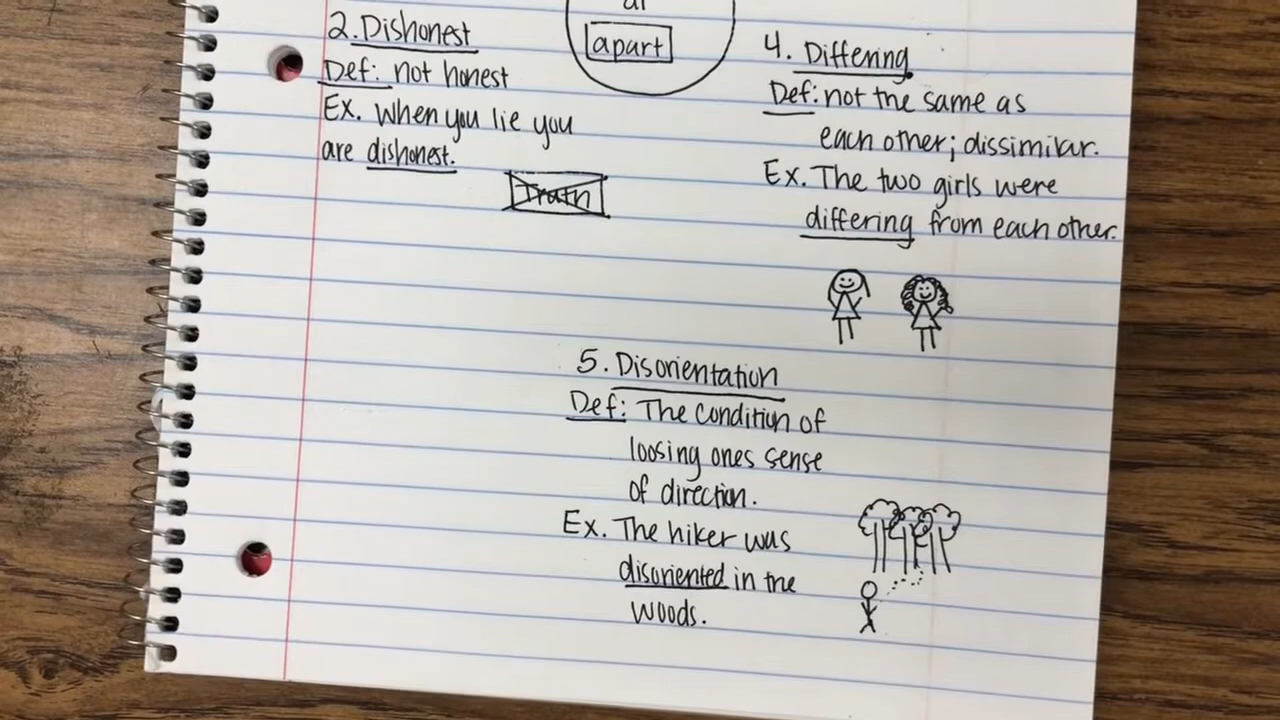 di
apart
2. Dishonest
Def: not honest
Ex. When you lie you
are dishonest.
Truth
4. Differing
Def: not the same as
each other; dissimilar.
Ex. The two girls were
differing from each other.
5. Disorientation
Def: The condition of
loosing ones sense
of direction.
Ex. The hiker was
disoriented in the
woods.